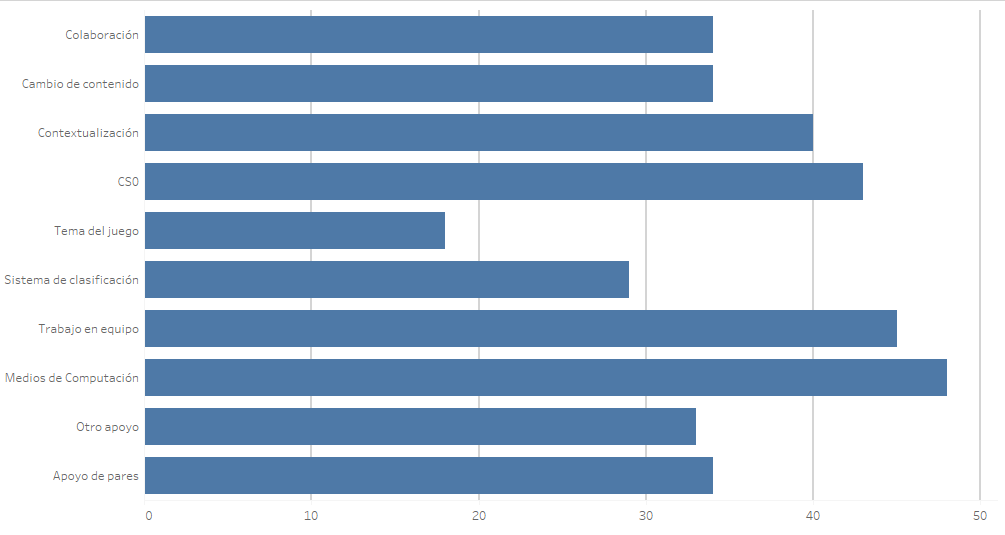 Colaboración
Cambio de contenido
Contextualización
CS0
Tema del juego
Sistema de clasificación
Trabajo en equipo
Medios de Computación
Otro apoyo
Apoyo de pares
0 10 20 30 40 50